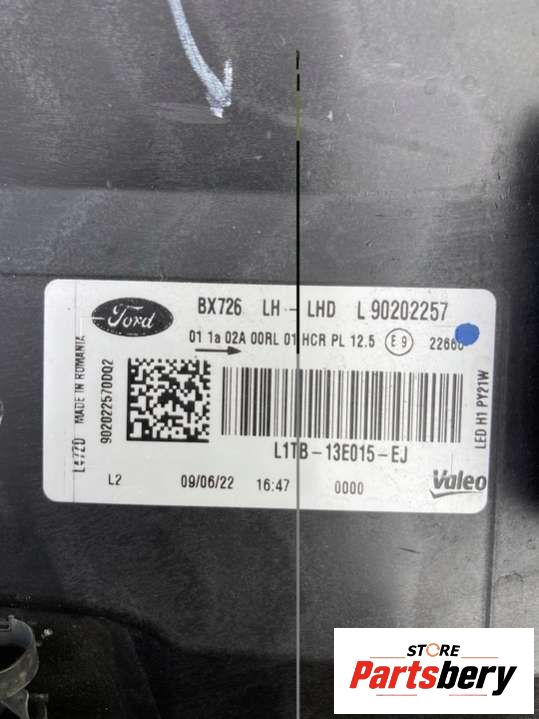 Ford
BX726 LH - LHD L 90202257
01 1a 02A 00RL 01 HCR PL 12.5 E9 22660
MADE IN ROMANIA
90202257DDQ2
LED H1 PY21W
L1TB-13E015-EJ
L2 09/06/22 16:47 0000
Valeo
STORE
Partsbery